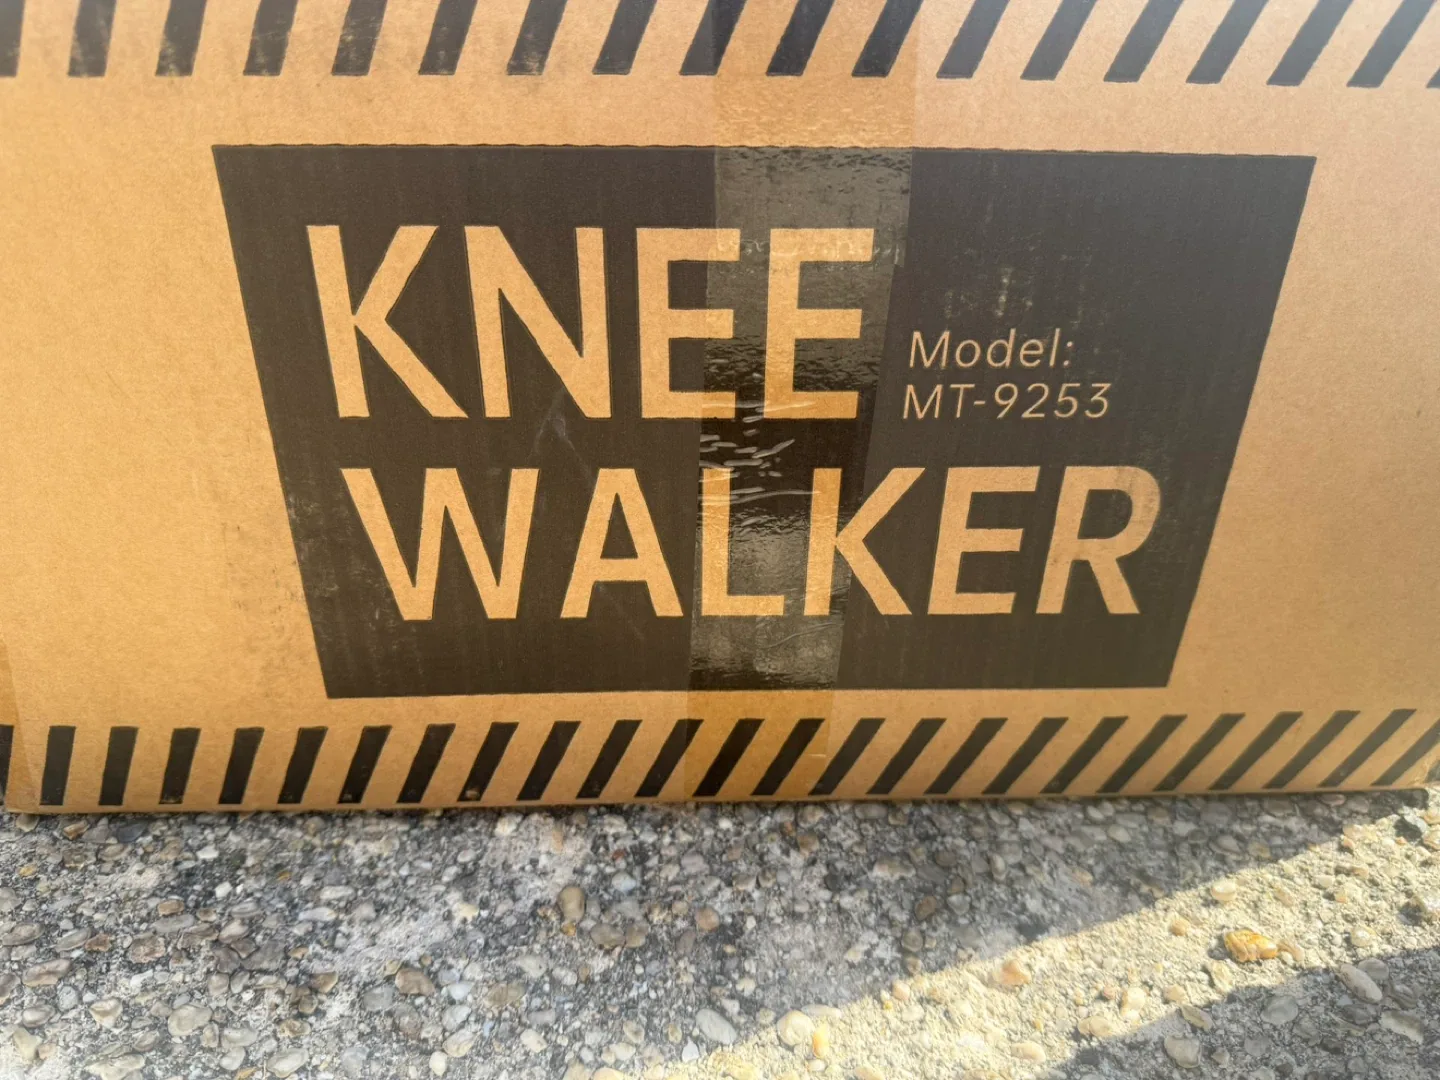 KNEE
Model:
MT-9253
WALKER